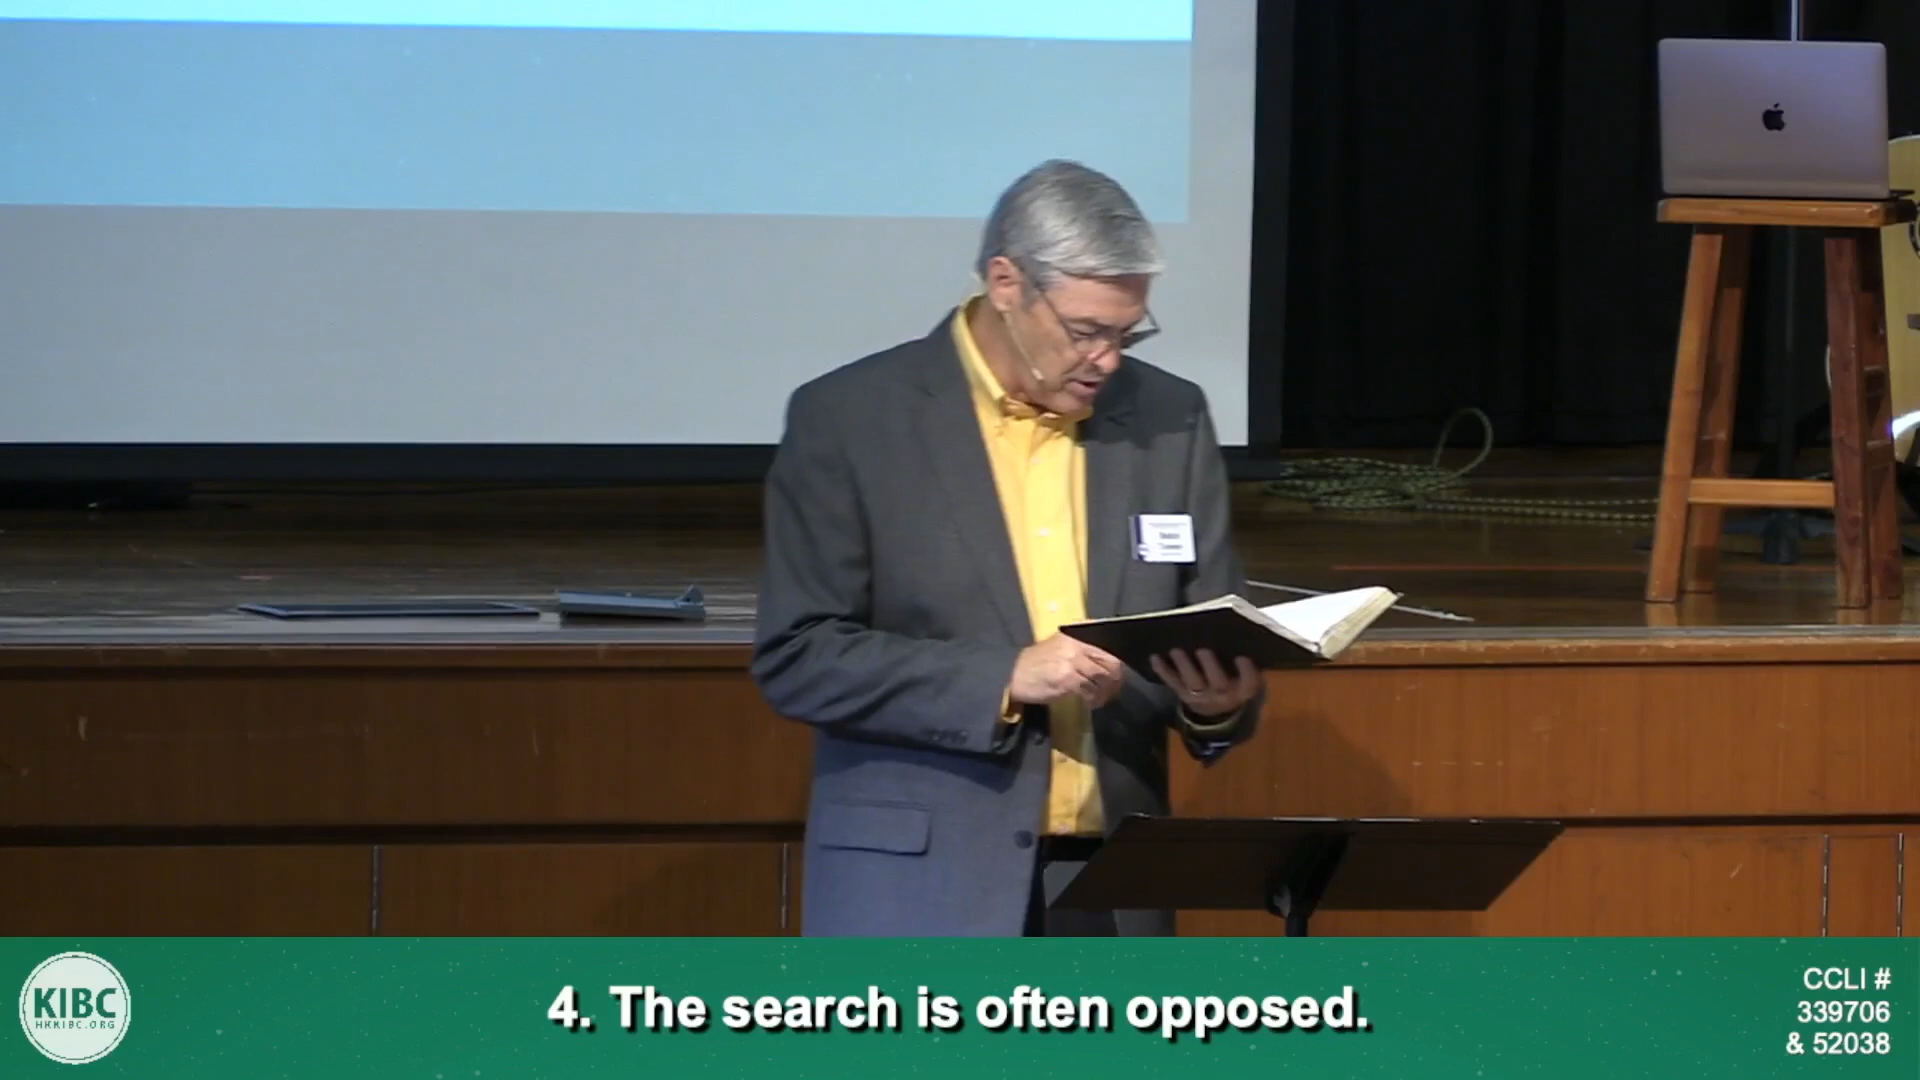 KIBC
HKKIBC.ORG
4. The search is often opposed.
CCLI #
339706
& 52038